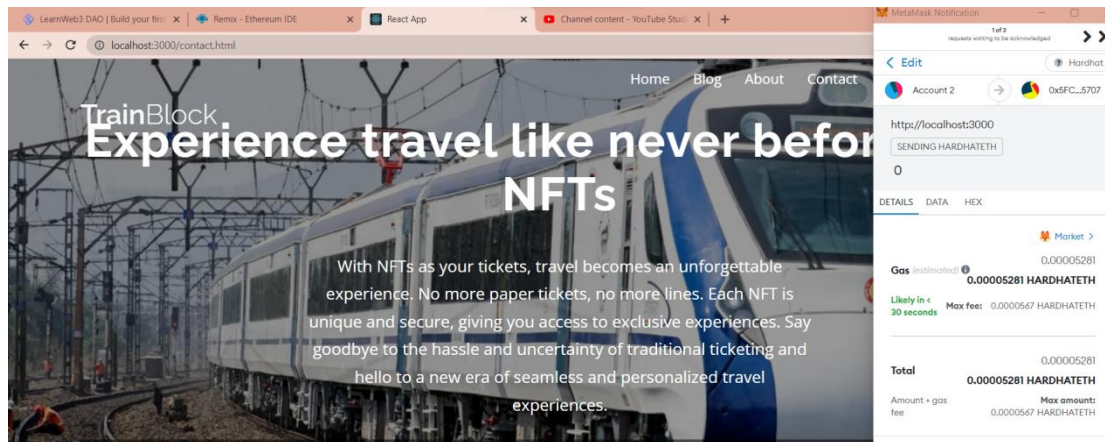 LearnWeb3 DAO | Build your first
Remix - Ethereum IDE
React App
Channel content - YouTube Studi
MetaMask Notification
localhost:3000/contact.html
1 of 3
requests waiting to be acknowledged
Edit
Hardhat
Home Blog About Contact
Account 2
0x5FC...5707
TrainBlock
Experience travel like never befor
NFTs
http://localhost:3000
SENDING HARDHATETH
0
DETAILS DATA HEX
Market >
Gas (estimated)
0.00005281
0.00005281 HARDHATETH
Likely in <
30 seconds
Max fee: 0.0000567 HARDHATETH
With NFTs as your tickets, travel becomes an unforgettable
experience. No more paper tickets, no more lines. Each NFT is
unique and secure, giving you access to exclusive experiences. Say
goodbye to the hassle and uncertainty of traditional ticketing and
hello to a new era of seamless and personalized travel
experiences.
Total
0.00005281
0.00005281 HARDHATETH
Amount + gas
fee
Max amount:
0.0000567 HARDHATETH